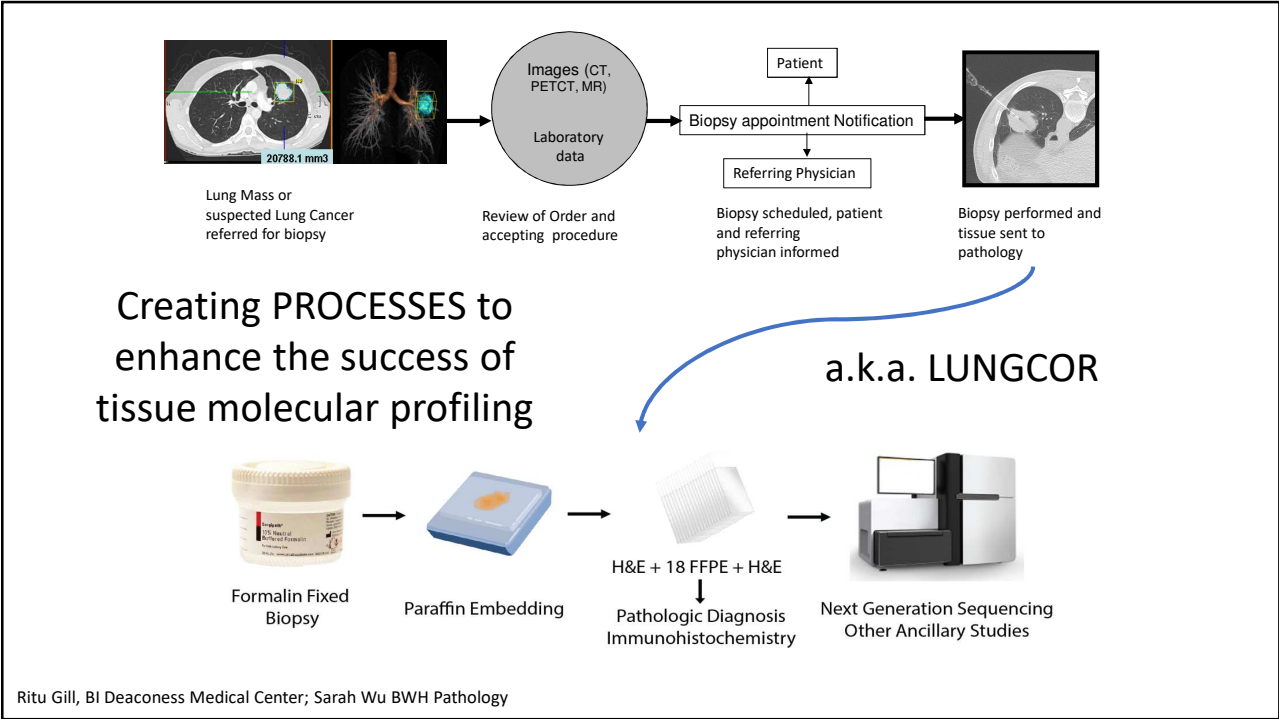 20788.1 mm3
Lung Mass or
suspected Lung Cancer
referred for biopsy
Images (CT,
PETCT, MR)
Laboratory
data
Review of Order and
accepting procedure
Patient
Biopsy appointment Notification
Referring Physician
Biopsy scheduled, patient
and referring
physician informed
Biopsy performed and
tissue sent to
pathology
Creating PROCESSES to
enhance the success of
tissue molecular profiling
a.k.a. LUNGCOR
10% Neutral
Buffered Formalin
Formalin Fixed
Biopsy
Paraffin Embedding
H&E + 18 FFPE + H&E
Pathologic Diagnosis
Immunohistochemistry
Next Generation Sequencing
Other Ancillary Studies
Ritu Gill, BI Deaconess Medical Center; Sarah Wu BWH Pathology